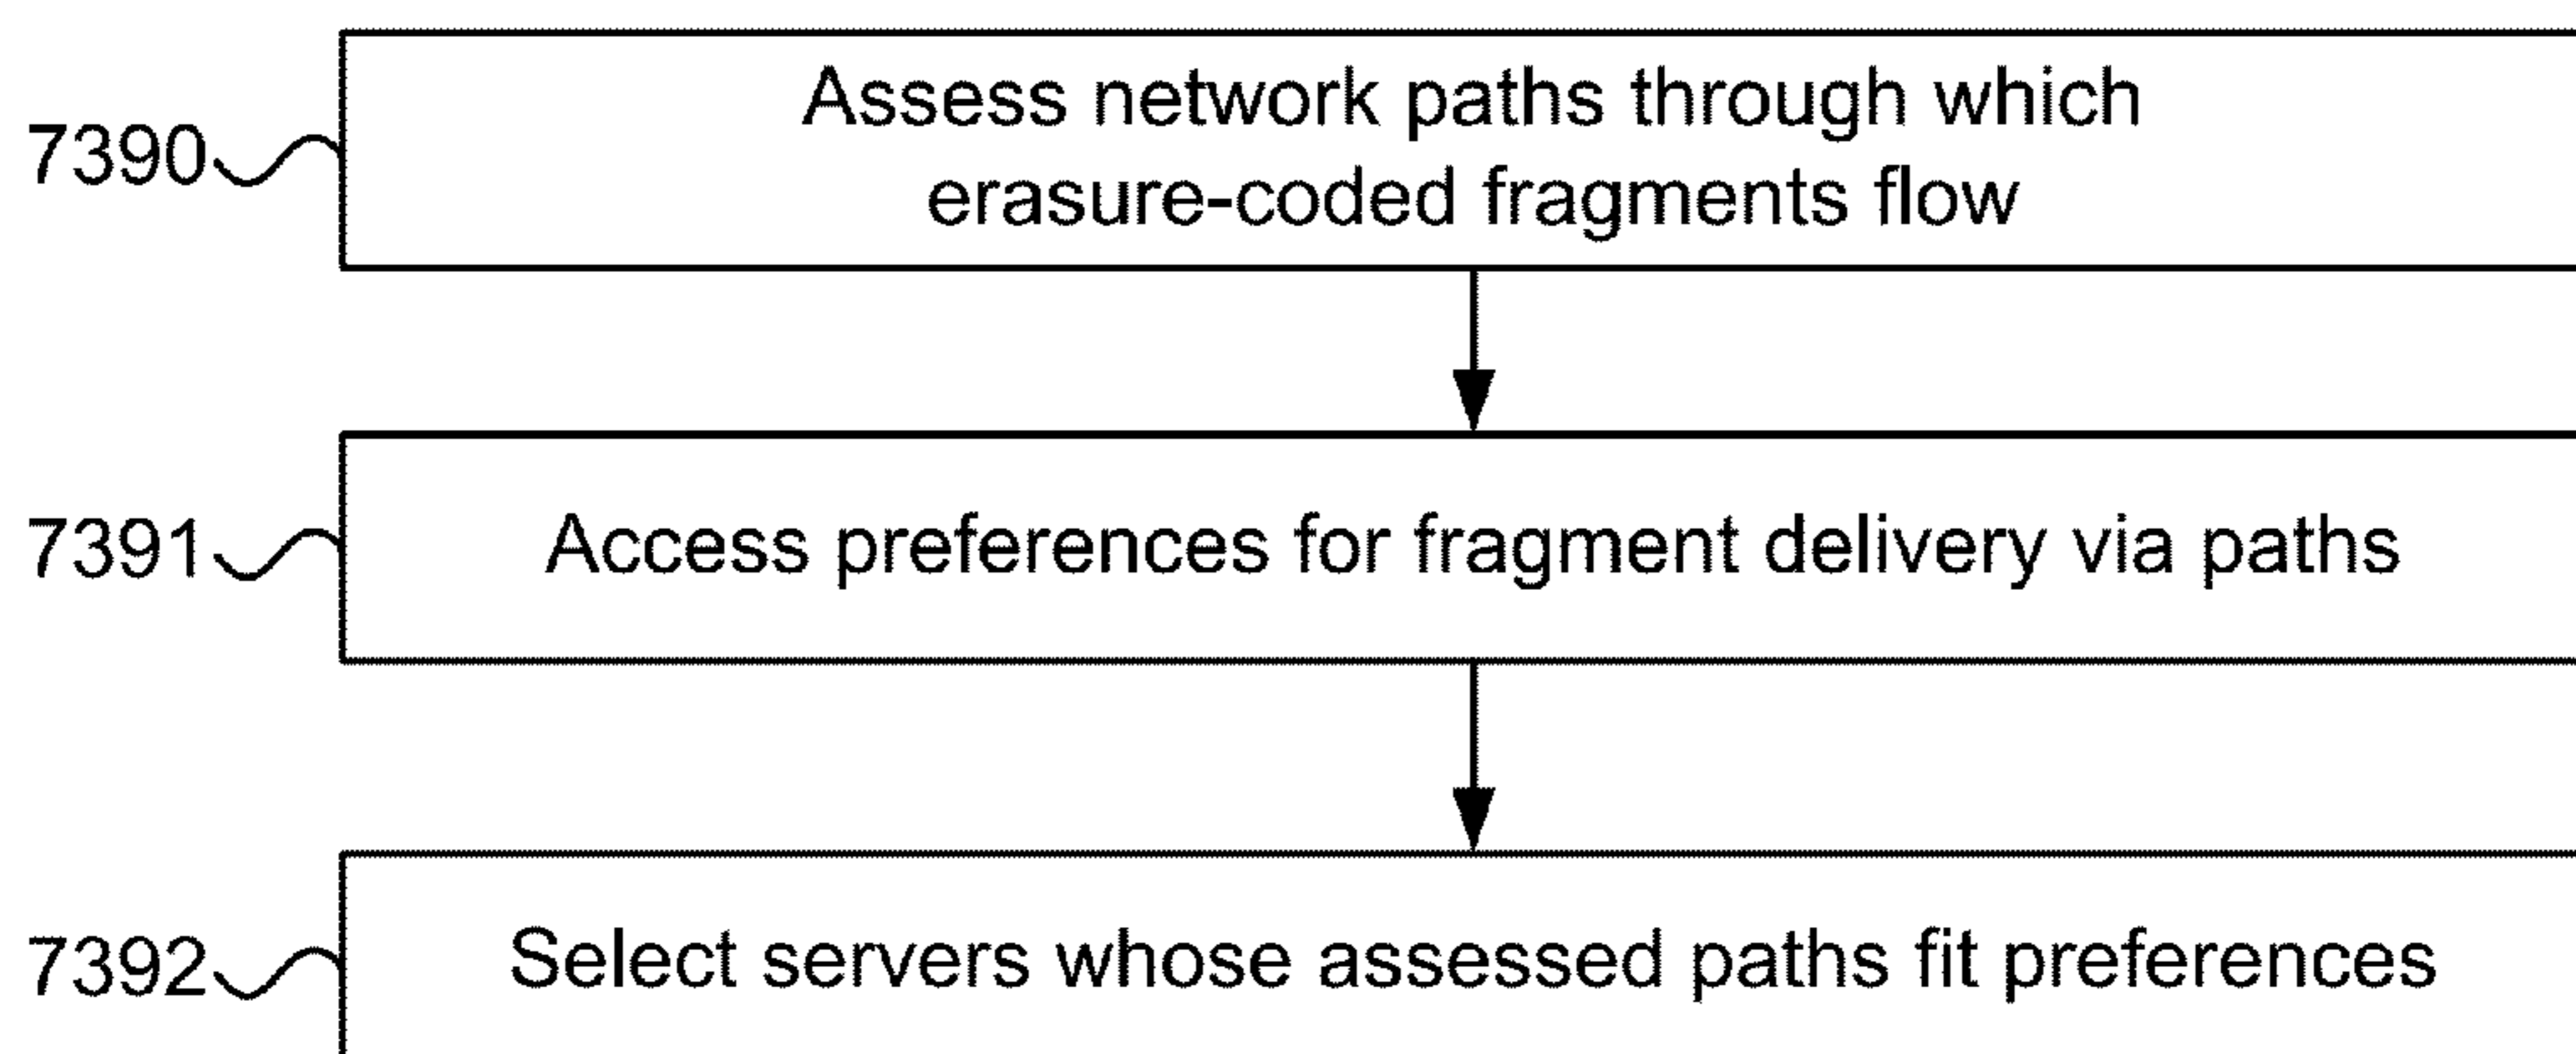 Assess network paths through which
7390
erasure-coded fragments flow
7391 Access preferences for fragment delivery via paths
7392 Select servers whose assessed paths fit preferences